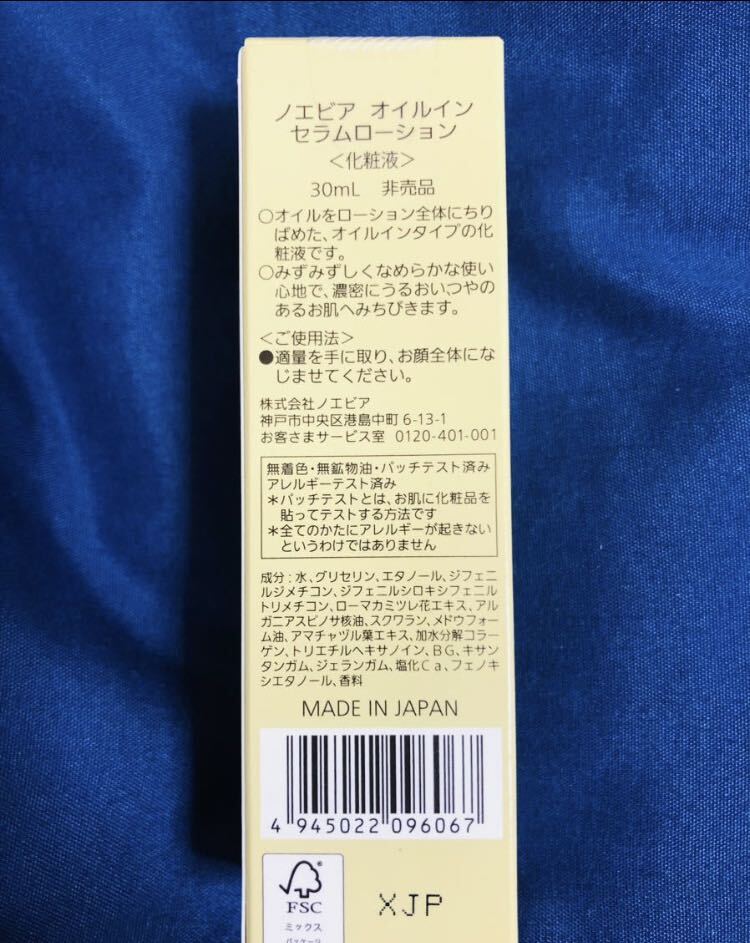 ノエビア オイルイン
セラムローション
＜化粧液＞
30mL 非売品
○オイルをローション全体にちり
ばめた、オイルインタイプの化
粧液です。
○みずみずしくなめらかな使い
心地で、濃密にうるおいつやの
あるお肌へみちびきます。
＜ご使用法＞
●適量を手に取り、お顔全体にな
じませてください。
株式会社ノエビア
神戸市中央区港島中町6-13-1
お客さまサービス室 0120-401-001
無着色・無鉱物油・パッチテスト済み
アレルギーテスト済み
＊パッチテストとは、お肌に化粧品を
貼ってテストする方法です
＊全てのかたにアレルギーが起きない
というわけではありません
成分：水、グリセリン、エタノール、ジフェニ
ルジメチコン、ジフェニルシロキシフェニル
トリメチコン、ローマカミツレ花エキス、アル
ガニアスピノサ核油、スクワラン、メドウフォー
ム油、アマチャヅル葉エキス、加水分解コラー
ゲン、トリエチルヘキサノイン、ＢＧ、キサン
タンガム、ジェランガム、塩化Ｃａ、フェノキ
シエタノール、香料
MADE IN JAPAN
4 945022 096067
FSC
XJP
ミックス
パッケージ